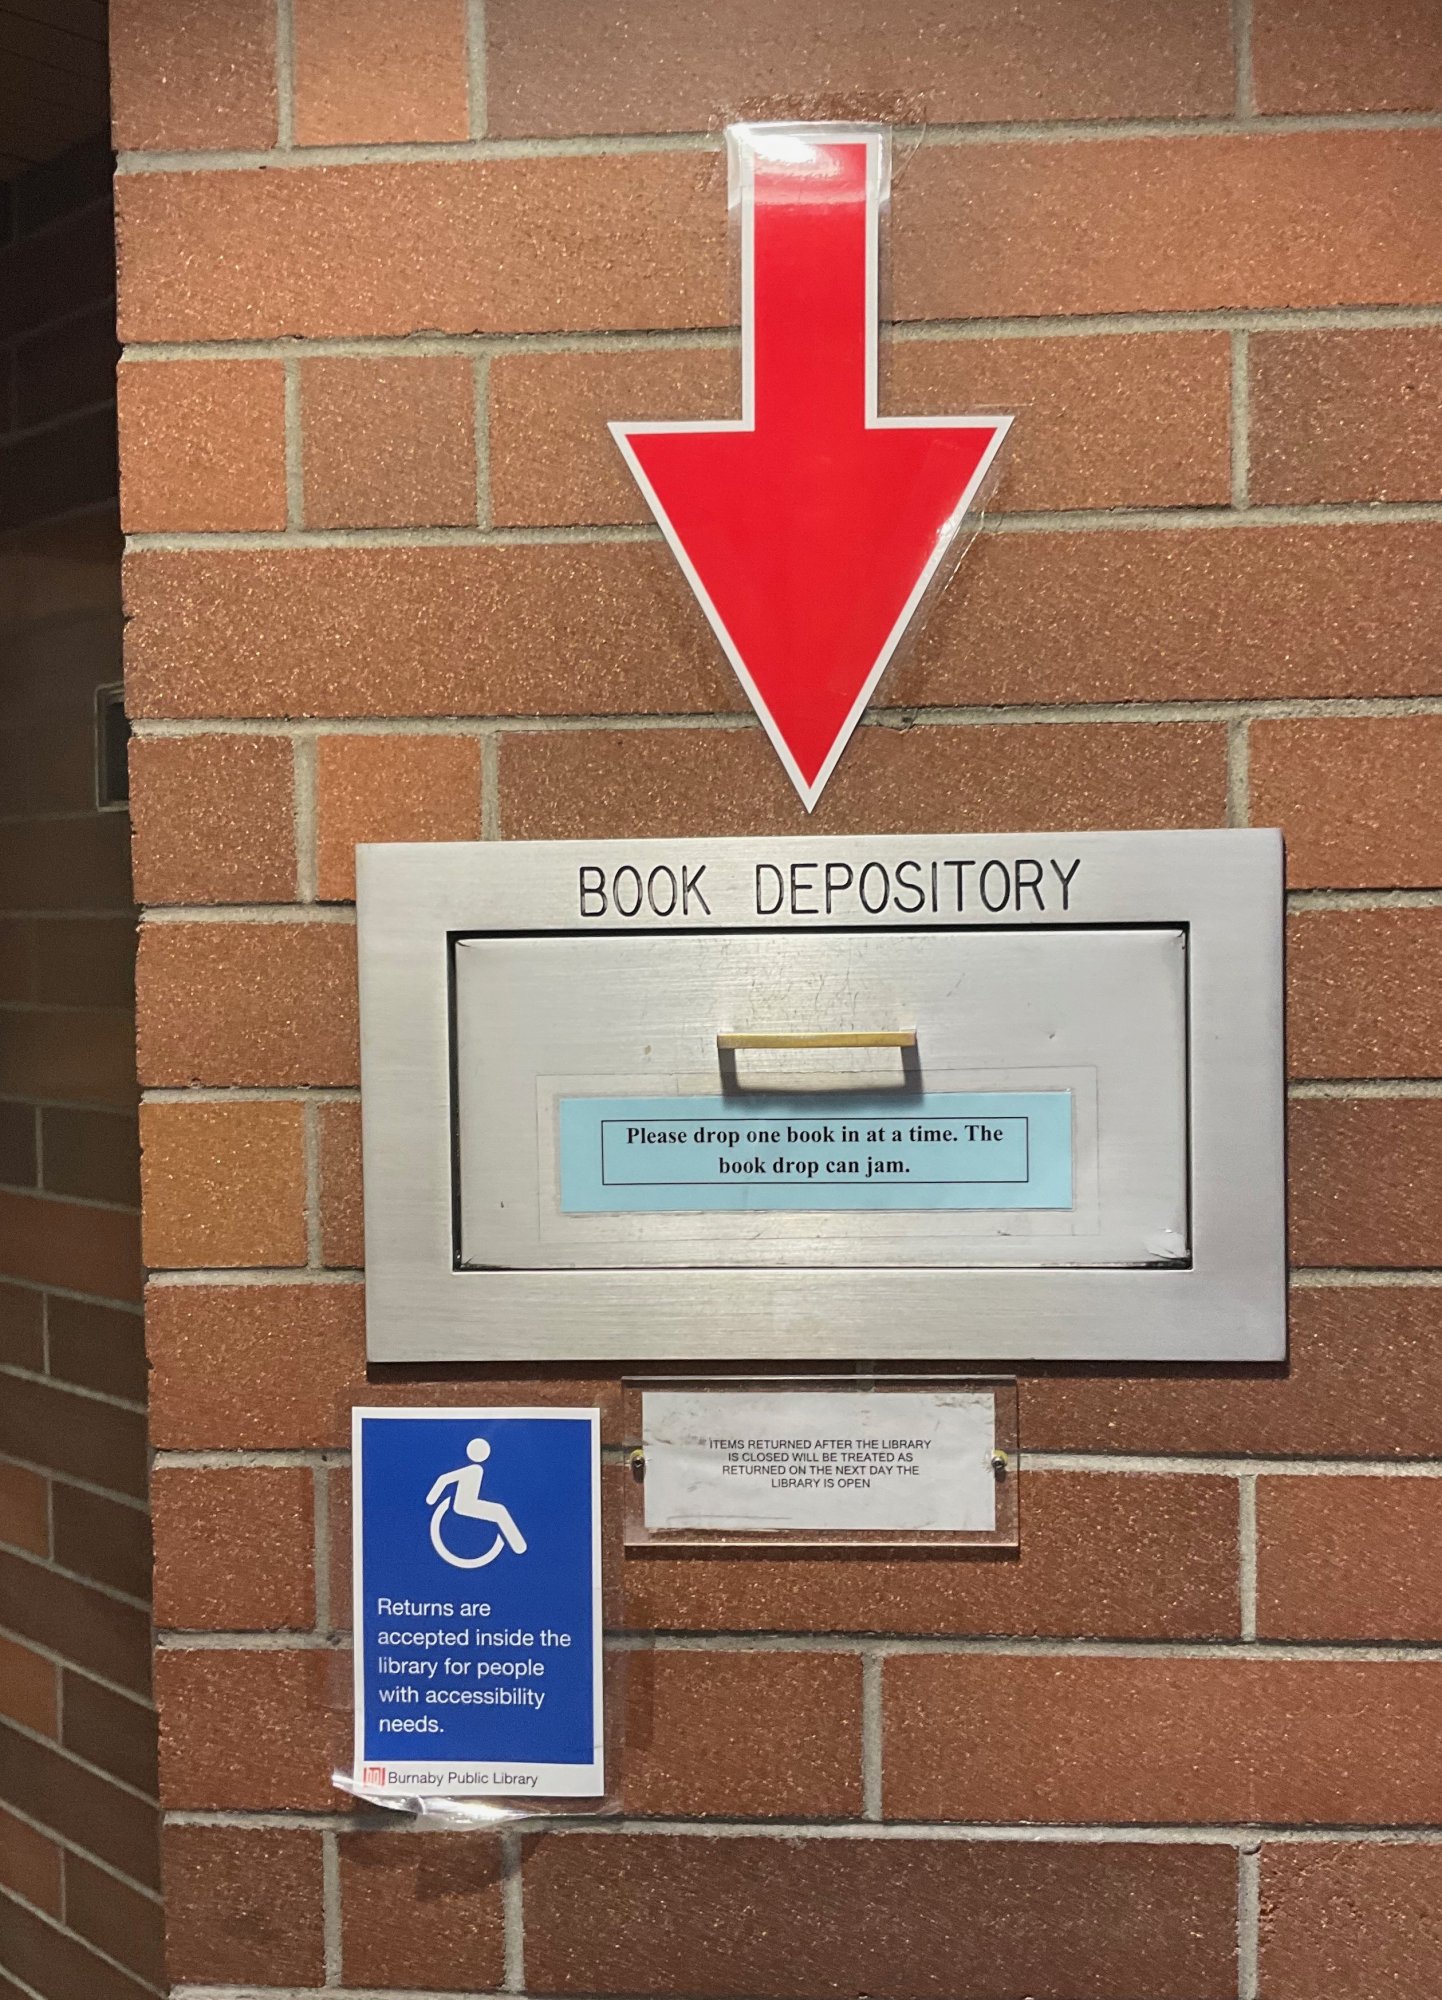 BOOK DEPOSITORY
Please drop one book in at a time. The
book drop can jam.
ITEMS RETURNED AFTER THE LIBRARY
IS CLOSED WILL BE TREATED AS
RETURNED ON THE NEXT DAY THE
LIBRARY IS OPEN
Returns are
accepted inside the
library for people
with accessibility
needs.
Burnaby Public Library